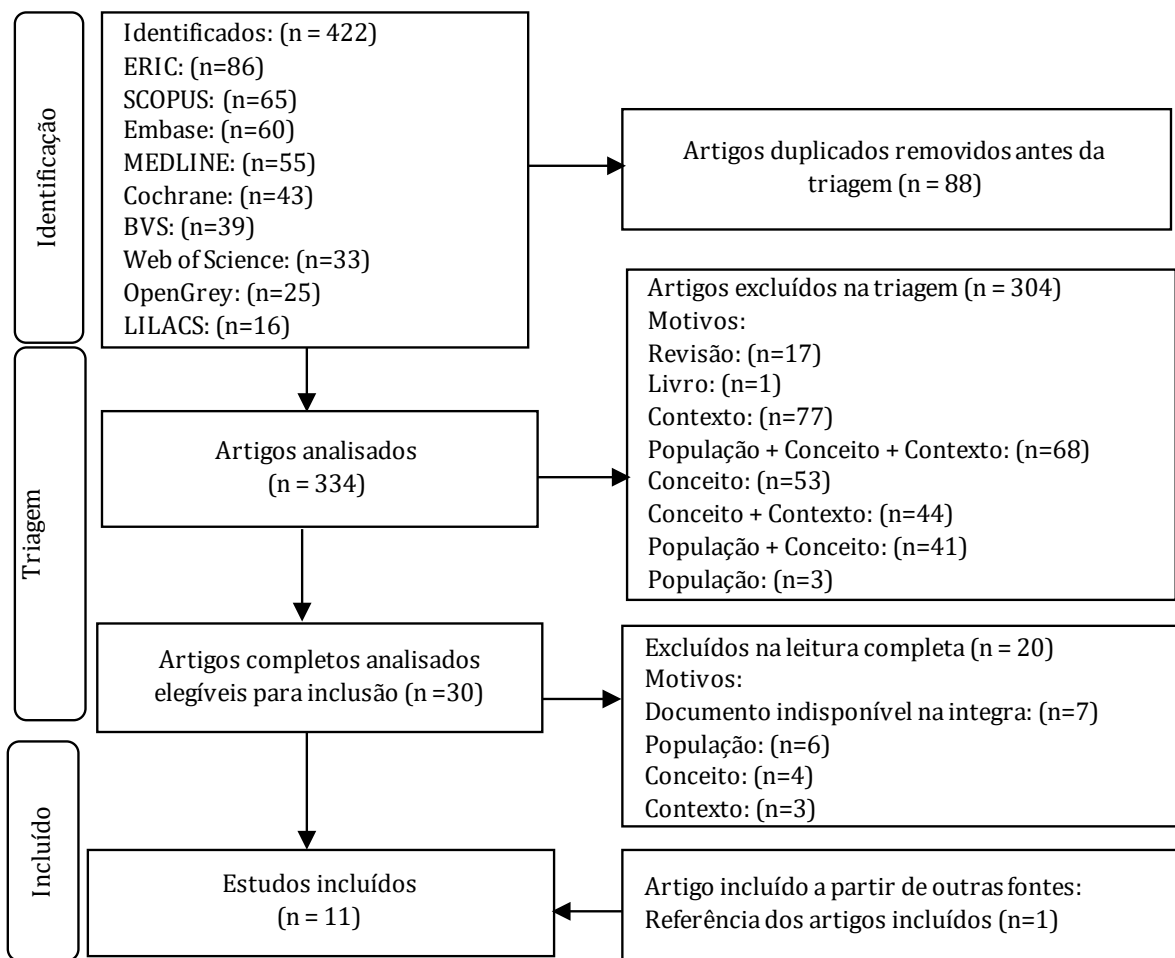 Identificação
Identificados: (n = 422)
ERIC: (n=86)
SCOPUS: (n=65)
Embase: (n=60)
MEDLINE: (n=55)
Cochrane: (n=43)
BVS: (n=39)
Web of Science: (n=33)
OpenGrey: (n=25)
LILACS: (n=16)
Artigos duplicados removidos antes da
triagem (n = 88)
Triagem
Artigos analisados
(n = 334)
Artigos excluídos na triagem (n = 304)
Motivos:
Revisão: (n=17)
Livro: (n=1)
Contexto: (n=77)
População + Conceito + Contexto: (n=68)
Conceito: (n=53)
Conceito + Contexto: (n=44)
População + Conceito: (n=41)
População: (n=3)
Artigos completos analisados
elegíveis para inclusão (n =30)
Excluídos na leitura completa (n = 20)
Motivos:
Documento indisponível na integra: (n=7)
População: (n=6)
Conceito: (n=4)
Contexto: (n=3)
Incluído
Estudos incluídos
(n = 11)
Artigo incluído a partir de outras fontes:
Referência dos artigos incluídos (n=1)